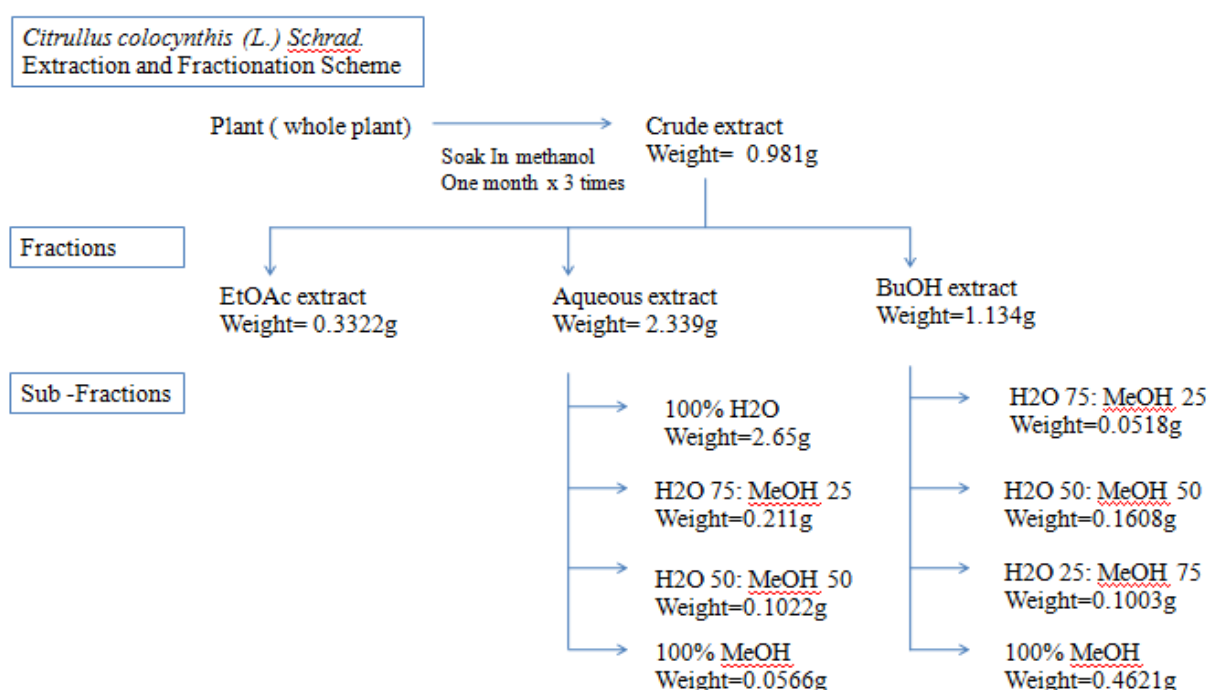 Citrullus colocynthis (L.) Schrad.
Extraction and Fractionation Scheme
Plant ( whole plant)
Soak In methanol
One month x 3 times
Crude extract
Weight= 0.981g
Fractions
EtOAc extract
Weight= 0.3322g
Aqueous extract
Weight= 2.339g
BuOH extract
Weight=1.134g
Sub -Fractions
100% H2O
Weight=2.65g
H2O 75: MeOH 25
Weight=0.211g
H2O 50: MeOH 50
Weight=0.1022g
100% MeOH
Weight=0.0566g
H2O 75: MeOH 25
Weight=0.0518g
H2O 50: MeOH 50
Weight=0.1608g
H2O 25: MeOH 75
Weight=0.1003g
100% MeOH
Weight=0.4621g